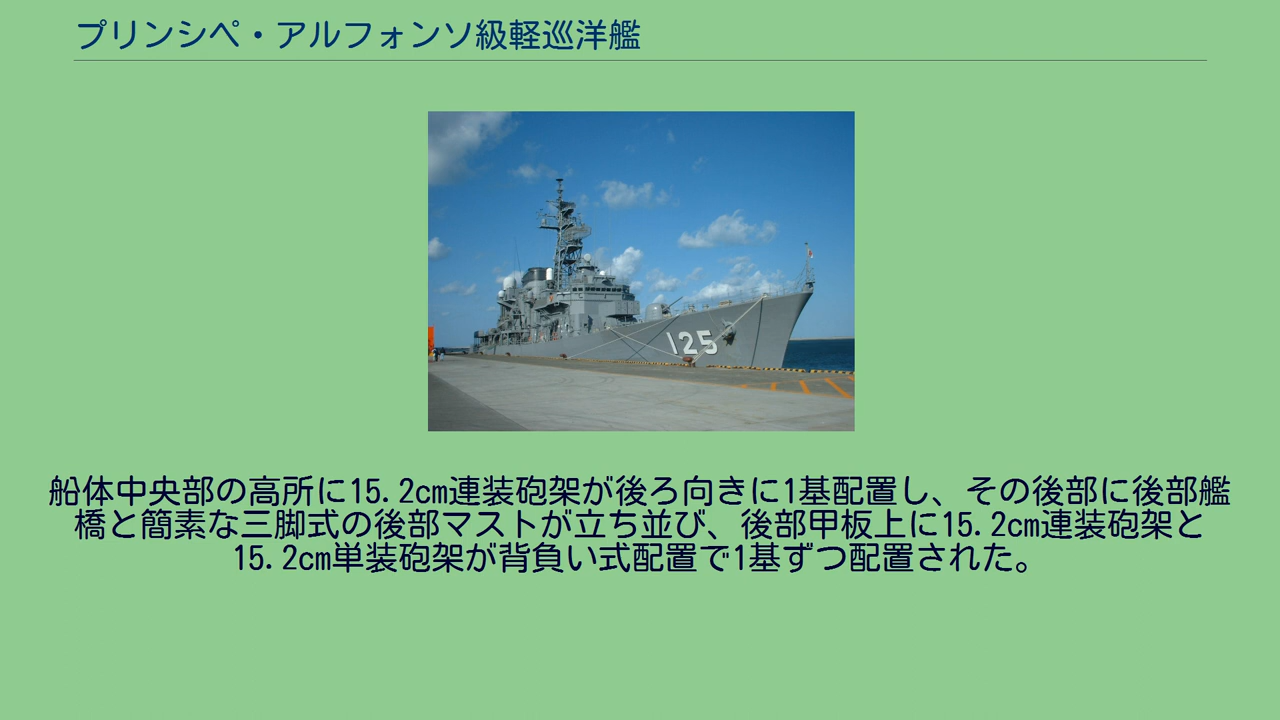 プリンシペ・アルフォンソ級軽巡洋艦
125
船体中央部の高所に15.2cm連装砲架が後ろ向きに1基配置し、その後部に後部艦
橋と簡素な三脚式の後部マストが立ち並び、後部甲板上に15.2cm連装砲架と
15.2cm単装砲架が背負い式配置で1基ずつ配置された。